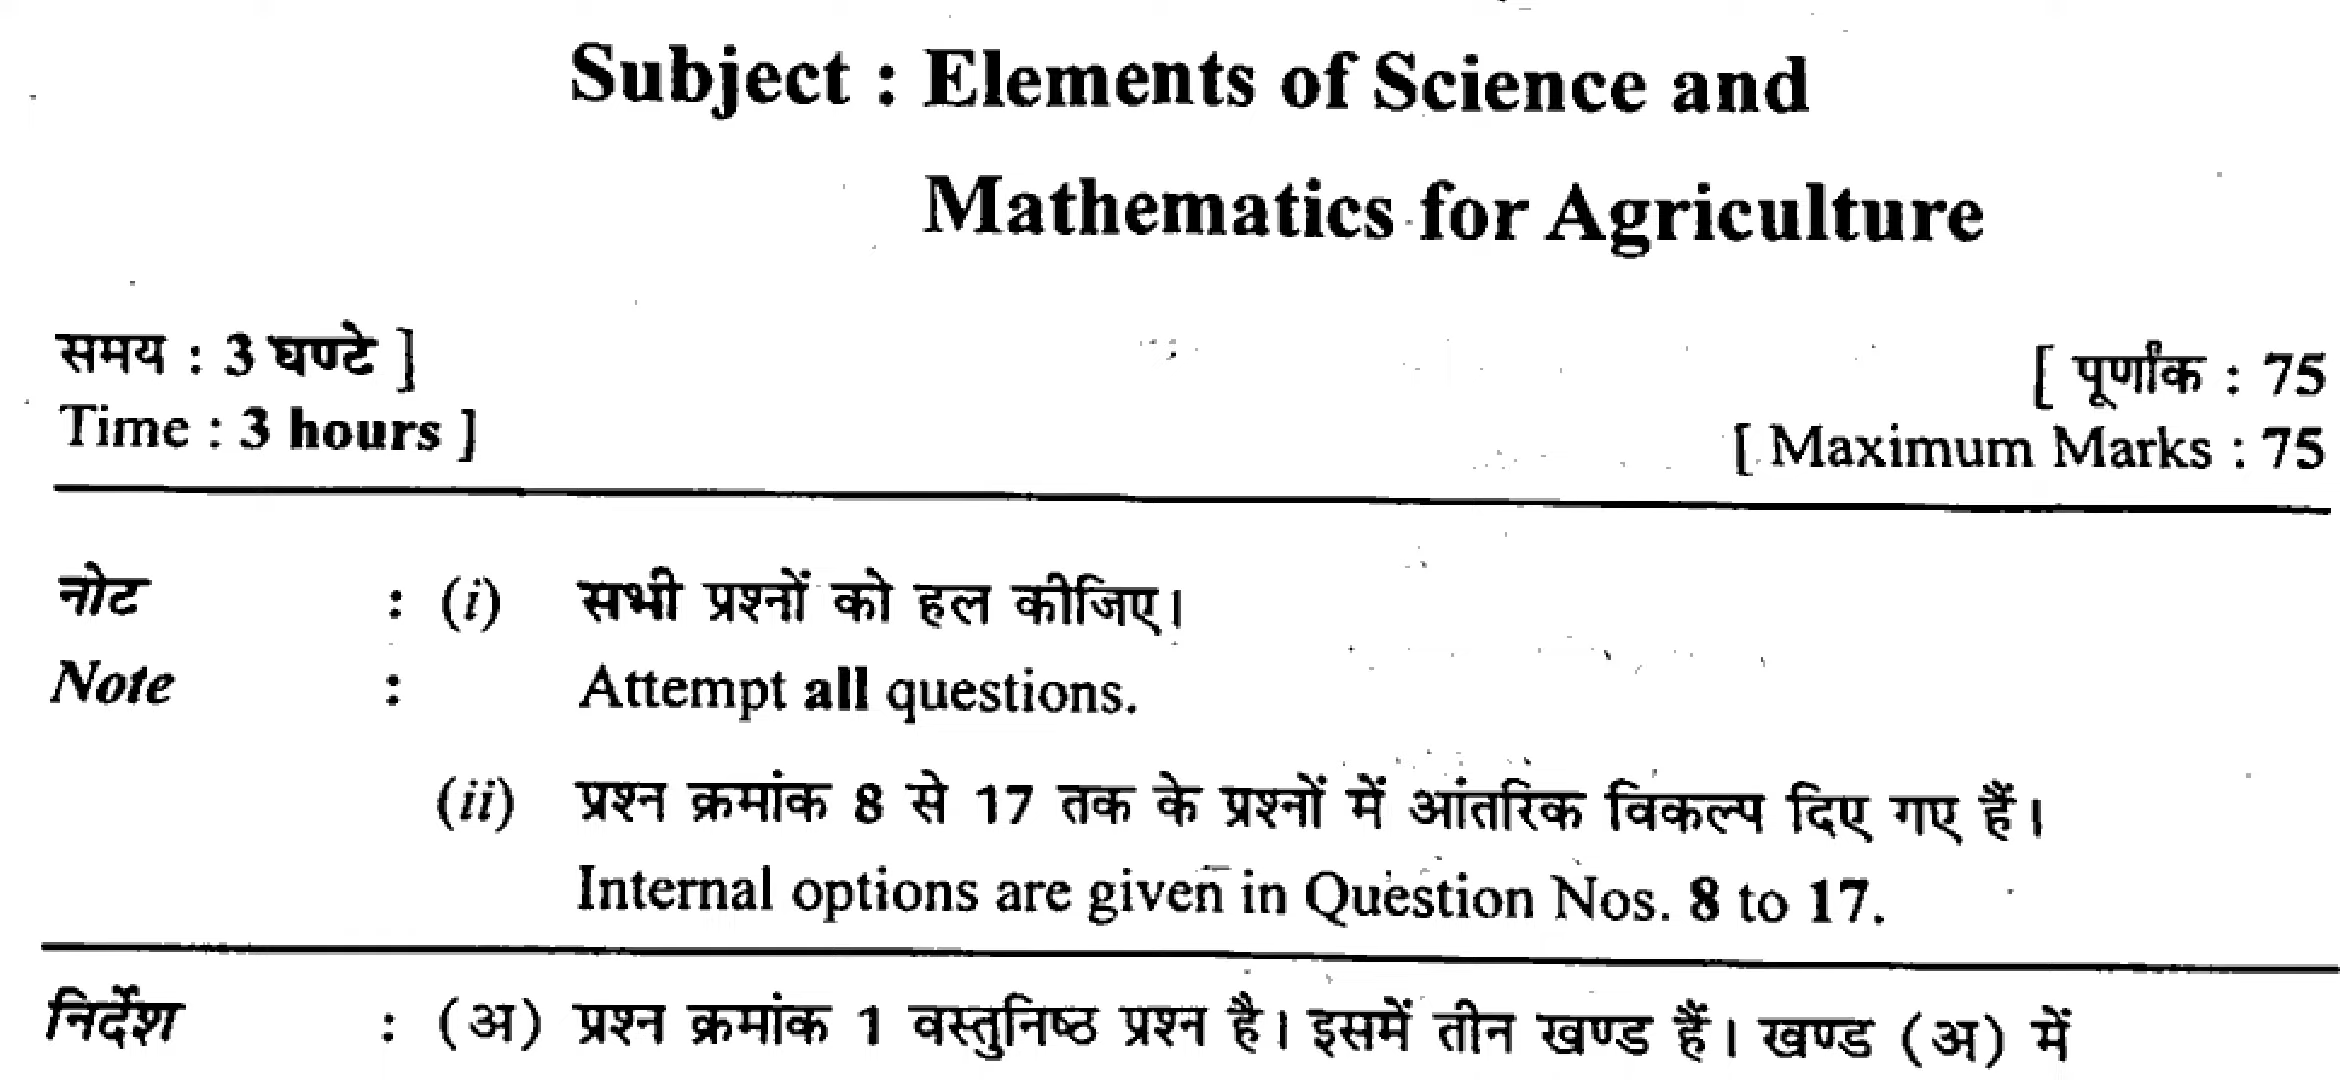 Subject : Elements of Science and
Mathematics for Agriculture
समय : 3 घण्टे ] [ पूर्णांक : 75
Time : 3 hours ] [ Maximum Marks : 75
नोट : (i) सभी प्रश्नों को हल कीजिए।
Note : Attempt all questions.
(ii) प्रश्न क्रमांक 8 से 17 तक के प्रश्नों में आंतरिक विकल्प दिए गए हैं।
Internal options are given in Question Nos. 8 to 17.
निर्देश : (अ) प्रश्न क्रमांक 1 वस्तुनिष्ठ प्रश्न है। इसमें तीन खण्ड हैं। खण्ड (अ) में